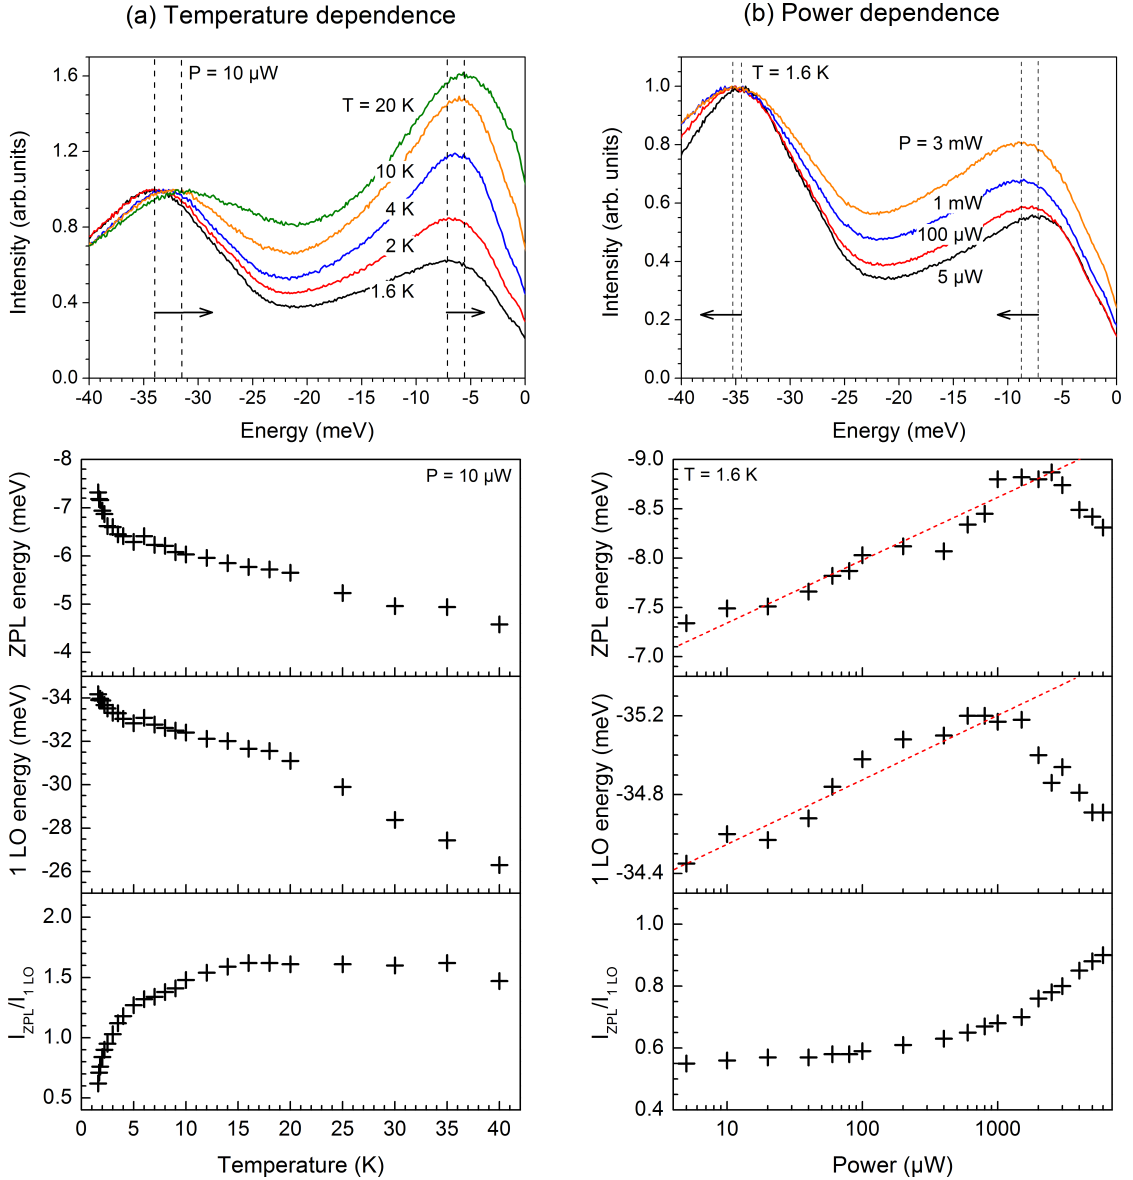 (a) Temperature dependence
P = 10 µW
T = 20 K
10 K
4 K
2 K
1.6 K
Intensity (arb.units)
1.6
1.2
0.8
0.4
0.0
-40 -35 -30 -25 -20 -15 -10 -5 0
Energy (meV)
(b) Power dependence
T = 1.6 K
P = 3 mW
1 mW
100 µW
5 µW
Intensity (arb. units)
1.0
0.8
0.6
0.4
0.2
0.0
-40 -35 -30 -25 -20 -15 -10 -5 0
Energy (meV)
P = 10 µW
ZPL energy (meV)
-8
-7
-6
-5
-4
1 LO energy (meV)
-34
-32
-30
-28
-26
I_ZPL/I_1 LO
2.0
1.5
1.0
0.5
0 5 10 15 20 25 30 35 40
Temperature (K)
T = 1.6 K
ZPL energy (meV)
-9.0
-8.5
-8.0
-7.5
-7.0
1 LO energy (meV)
-35.2
-34.8
-34.4
I_ZPL/I_1 LO
1.0
0.8
0.6
0.4
10 100 1000
Power (µW)